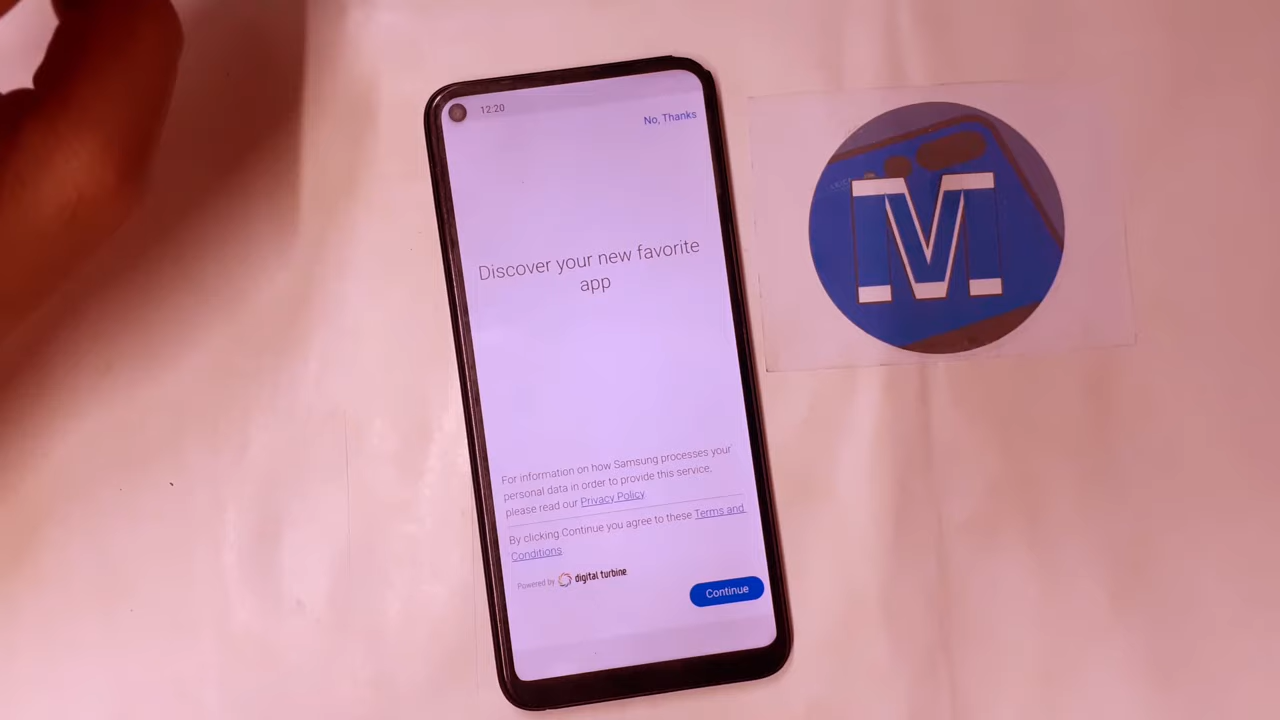 12:20
No, Thanks
Discover your new favorite
app
For information on how Samsung processes your
personal data in order to provide this service,
please read our Privacy Policy
By clicking Continue you agree to these Terms and
Conditions
Powered by digital turbine
Continue
M